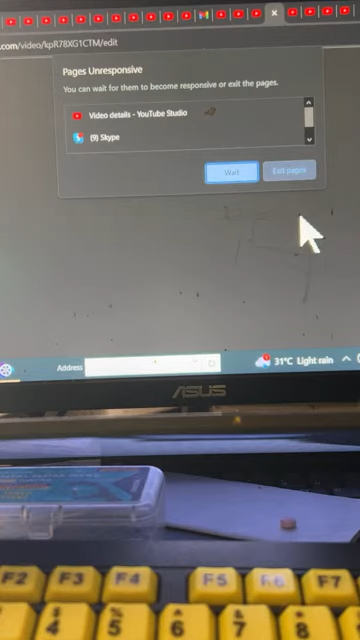 .com/video/kpR78XG1CTM/edit
Pages Unresponsive
You can wait for them to become responsive or exit the pages.
Video details - YouTube Studio
(9) Skype
Wait
Exit pages
Address
31°C Light rain
ASUS
F2 F3 F4 F5 F6 F7
$ % ^ & *
4 5 6 7 8